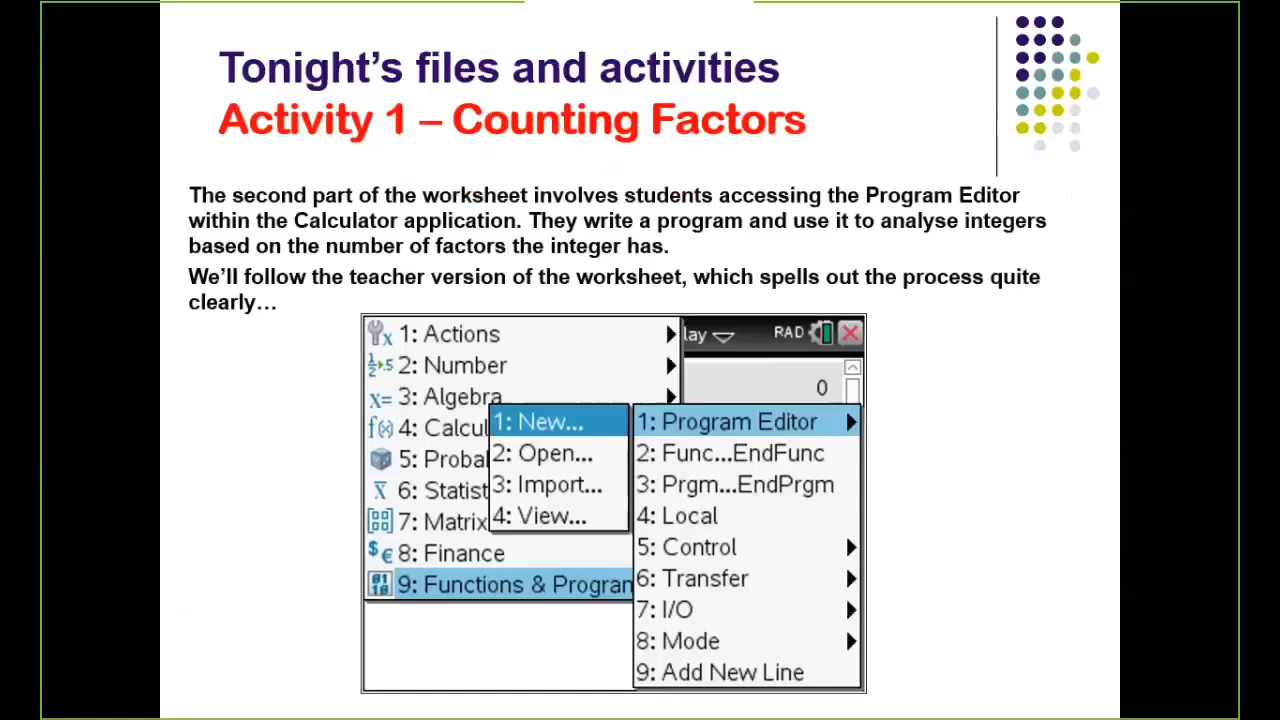 Tonight's files and activities
Activity 1 – Counting Factors
The second part of the worksheet involves students accessing the Program Editor
within the Calculator application. They write a program and use it to analyse integers
based on the number of factors the integer has.
We'll follow the teacher version of the worksheet, which spells out the process quite
clearly…
1: Actions
2: Number
3: Algebra
4: Calcul
5: Probal
6: Statist
7: Matrix
8: Finance
9: Functions & Program
lay
RAD
0
1: New...
2: Open...
3: Import...
4: View...
1: Program Editor
2: Func...EndFunc
3: Prgm...EndPrgm
4: Local
5: Control
6: Transfer
7: I/O
8: Mode
9: Add New Line